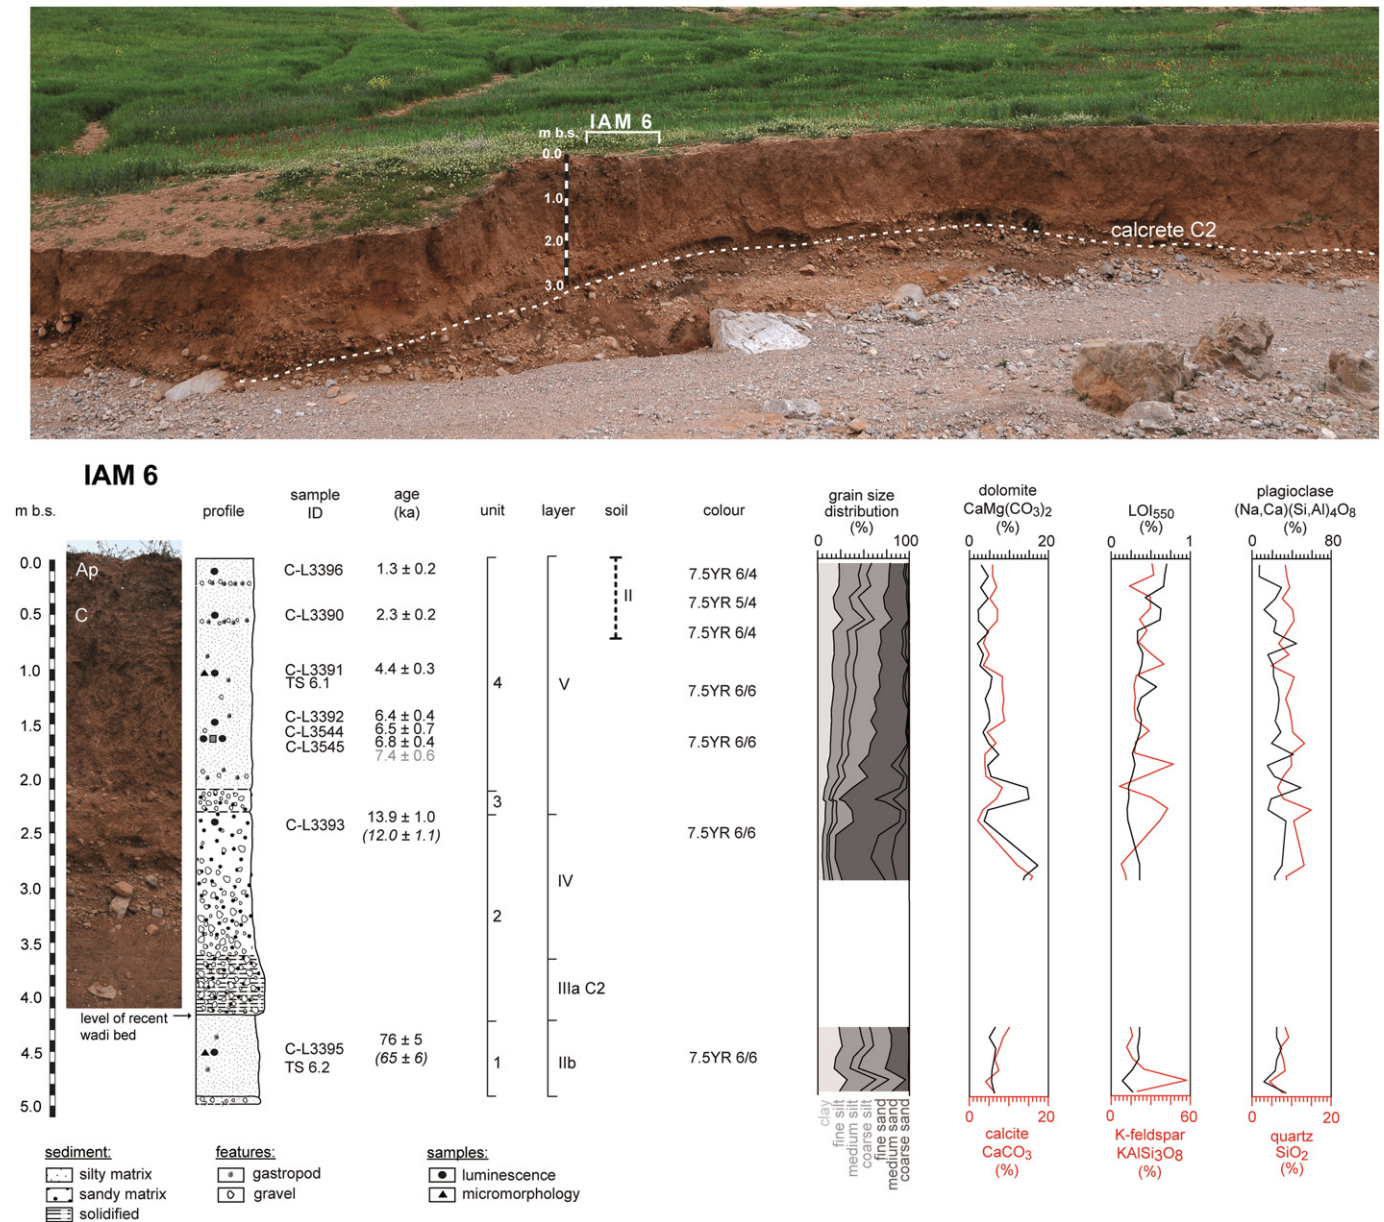 IAM 6
m b.s.
0.0
1.0
2.0
3.0
calcrete C2
IAM 6
m b.s.
profile
sample
ID
age
(ka)
unit
layer
soil
colour
grain size
distribution
(%)
0 100
dolomite
CaMg(CO3)2
(%)
0 20
LOI550
(%)
0 1
plagioclase
(Na,Ca)(Si,Al)4O8
(%)
0 80
0.0
0.5
1.0
1.5
2.0
2.5
3.0
3.5
4.0
4.5
5.0
Ap
C
level of recent
wadi bed
C-L3396 1.3 ± 0.2
C-L3390 2.3 ± 0.2
C-L3391 4.4 ± 0.3
TS 6.1
C-L3392 6.4 ± 0.4
C-L3544 6.5 ± 0.7
C-L3545 6.8 ± 0.4
7.4 ± 0.6
C-L3393 13.9 ± 1.0
(12.0 ± 1.1)
C-L3395 76 ± 5
TS 6.2 (65 ± 6)
4
3
2
1
V
IV
IIIa C2
IIb
II
7.5YR 6/4
7.5YR 5/4
7.5YR 6/4
7.5YR 6/6
7.5YR 6/6
7.5YR 6/6
7.5YR 6/6
clay
fine silt
medium silt
coarse silt
fine sand
medium sand
coarse sand
0 20
calcite
CaCO3
(%)
0 60
K-feldspar
KAlSi3O8
(%)
0 20
quartz
SiO2
(%)
sediment:
silty matrix
sandy matrix
solidified
features:
gastropod
gravel
samples:
luminescence
micromorphology